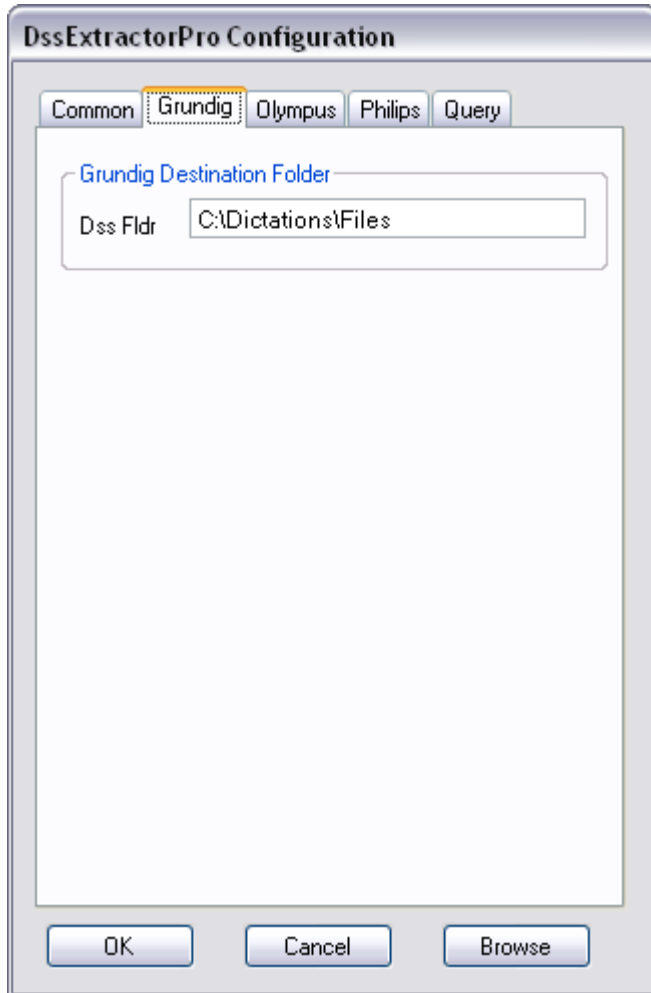 DssExtractorPro Configuration
Common Grundig Olympus Philips Query
Grundig Destination Folder
Dss Fldr C:\Dictations\Files
OK Cancel Browse